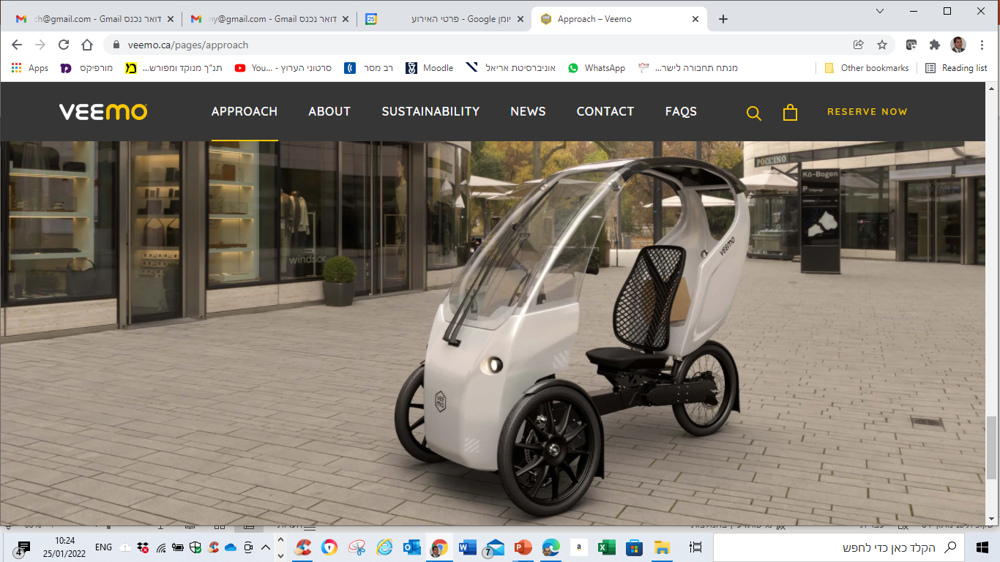 דואר נכנס - Gmail - ch@gmail.com
דואר נכנס - Gmail - ny@gmail.com
יומן Google - פרטי האירוע
Approach – Veemo
veemo.ca/pages/approach
Apps
מורפיקס
תנ"ך מנוקד ומפורש...
סרטוני הערוץ - You...
רב מסר
Moodle
אוניברסיטת אריאל
WhatsApp
מנתח תחבורה לישר...
Other bookmarks
Reading list
VEEMO
APPROACH
ABOUT
SUSTAINABILITY
NEWS
CONTACT
FAQS
RESERVE NOW
POCCINO
Kö-Bogen
P
windsor
veemo
VEE
mo
10:24
25/01/2022
ENG
4
7
הקלד כאן כדי לחפש